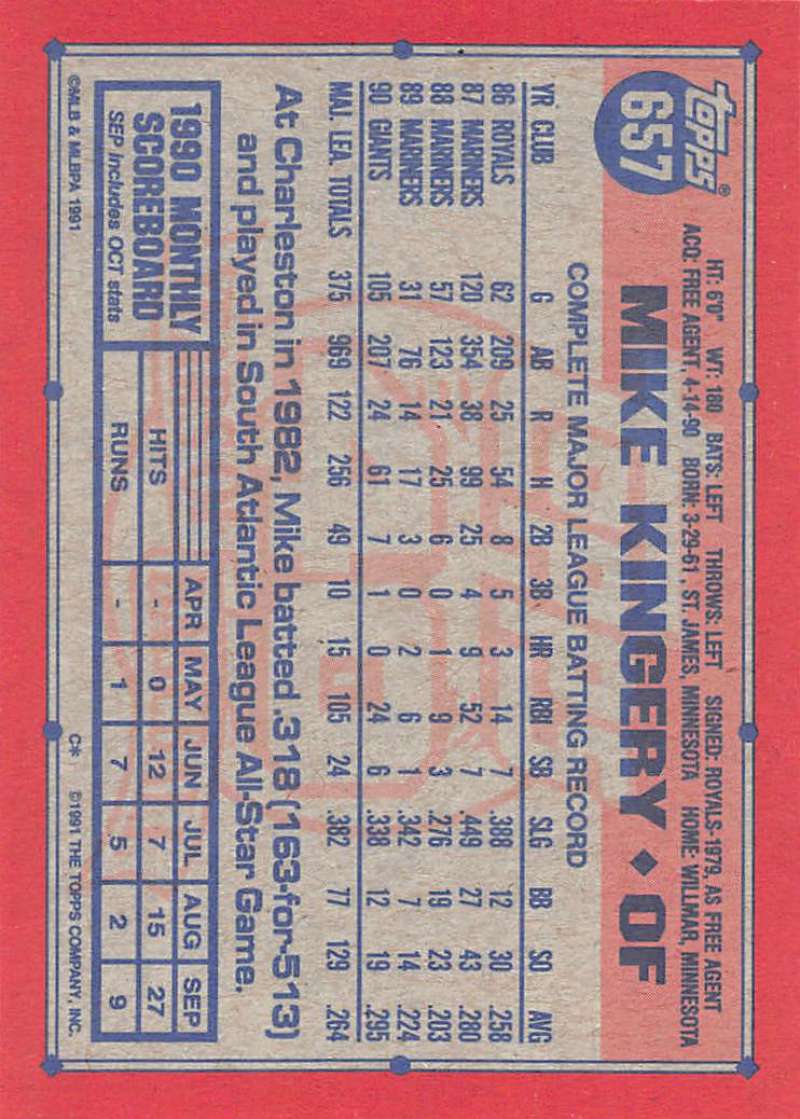 topps®
657
HT: 6'0" WT: 180 BATS: LEFT THROWS: LEFT SIGNED: ROYALS-1979, AS FREE AGENT
ACQ: FREE AGENT, 4-14-90 BORN: 3-29-61, ST. JAMES, MINNESOTA HOME: WILLMAR, MINNESOTA
MIKE KINGERY ♦ OF
COMPLETE MAJOR LEAGUE BATTING RECORD
YR CLUB G AB R H 2B 3B HR RBI SB SLG BB SO AVG
86 ROYALS 62 209 25 54 8 5 3 14 7 .388 12 30 .258
87 MARINERS 120 354 38 99 25 4 9 52 7 .449 27 43 .280
88 MARINERS 57 123 21 25 6 0 1 9 3 .276 19 23 .203
89 MARINERS 31 76 14 17 3 0 2 6 1 .342 7 14 .224
90 GIANTS 105 207 24 61 7 1 0 24 6 .338 12 19 .295
MAJ. LEA. TOTALS 375 969 122 256 49 10 15 105 24 .382 77 129 .264
At Charleston in 1982, Mike batted .318 (163-for-513)
and played in South Atlantic League All-Star Game.
1990 MONTHLY
SCOREBOARD
SEP includes OCT stats
APR MAY JUN JUL AUG SEP
HITS - 0 12 7 15 27
RUNS - 1 7 5 2 9
©MLB & MLBPA 1991
C* ©1991 THE TOPPS COMPANY, INC.